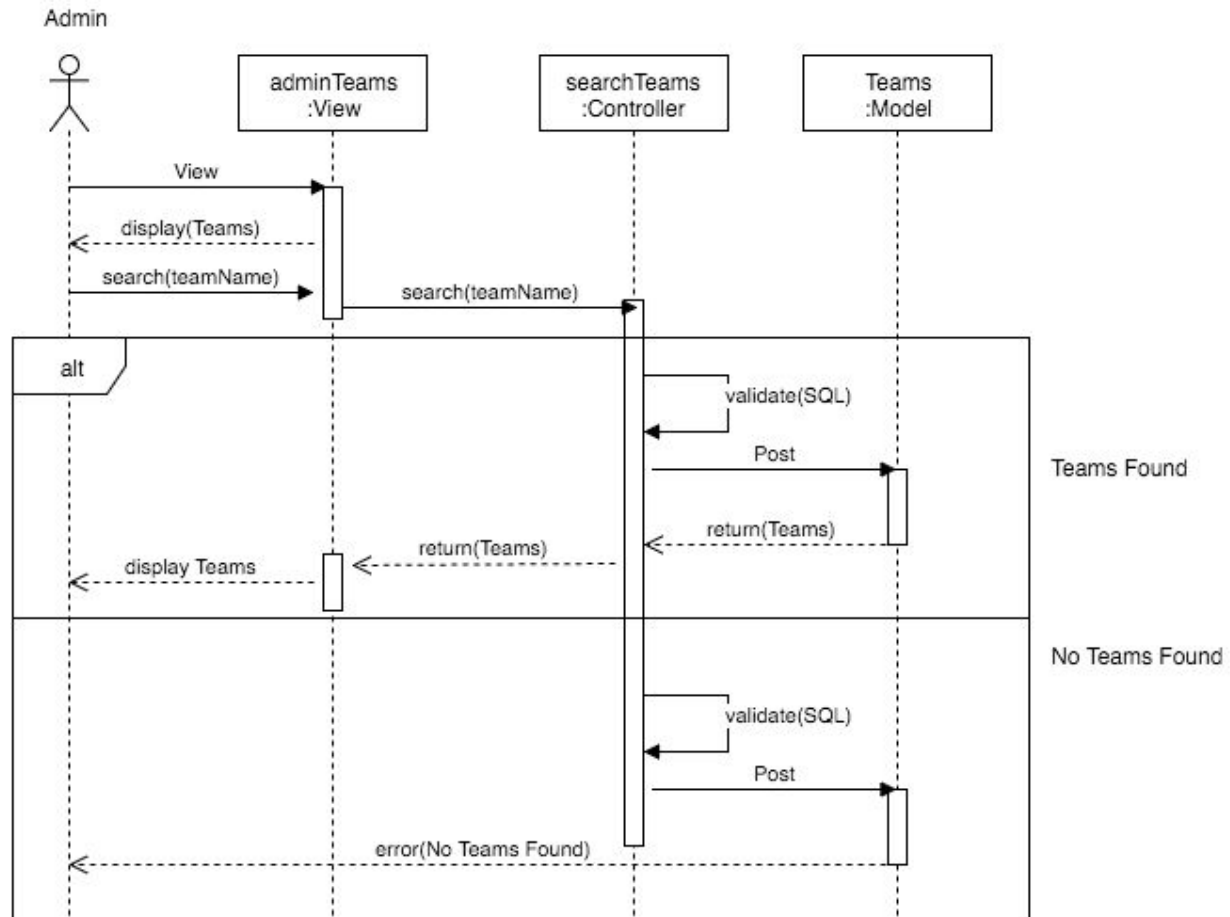 Admin
adminTeams
:View
searchTeams
:Controller
Teams
:Model
View
display(Teams)
search(teamName)
search(teamName)
alt
validate(SQL)
Post
Teams Found
return(Teams)
return(Teams)
display Teams
No Teams Found
validate(SQL)
Post
error(No Teams Found)